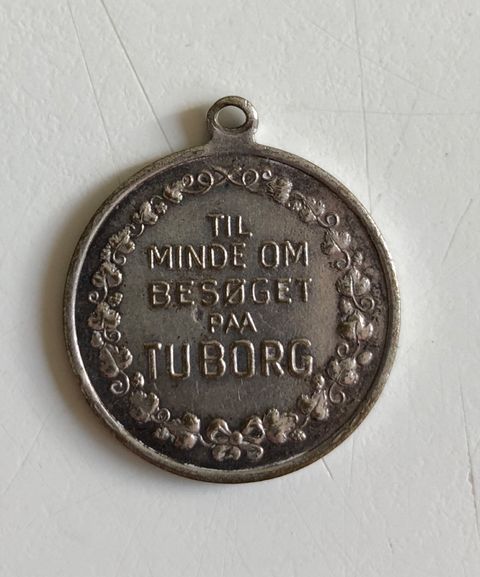 TIL
MINDE OM
BESØGET
PAA
TUBORG